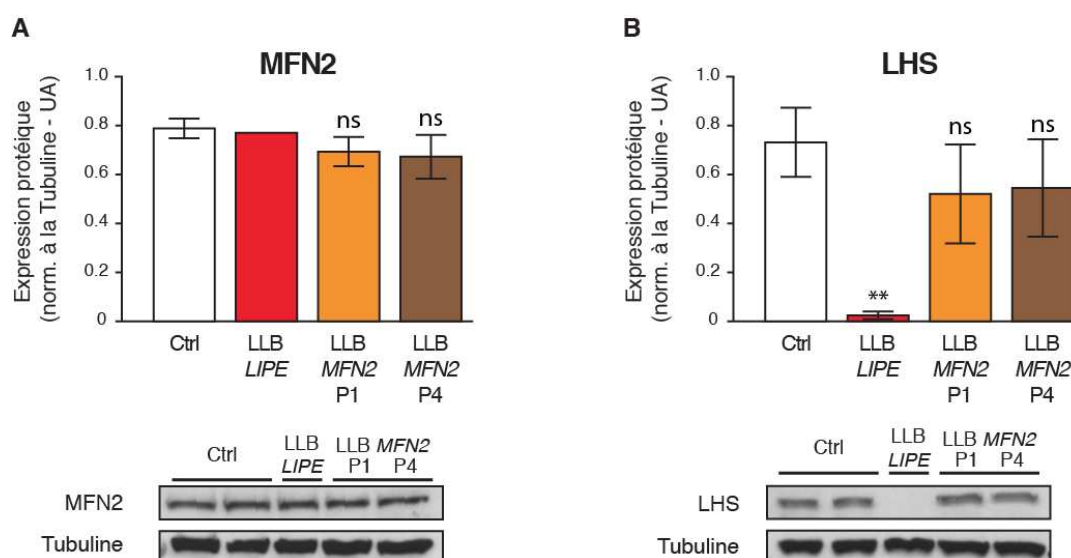 A
MFN2
Expression protéique
(norm. à la Tubuline - UA)
1.0
0.8
0.6
0.4
0.2
0
ns
ns
Ctrl
LLB
LIPE
LLB
MFN2
P1
LLB
MFN2
P4
Ctrl
LLB
LIPE
LLB MFN2
P1 P4
MFN2
Tubuline
B
LHS
Expression protéique
(norm. à la Tubuline - UA)
1.0
0.8
0.6
0.4
0.2
0
**
ns
ns
Ctrl
LLB
LIPE
LLB
MFN2
P1
LLB
MFN2
P4
Ctrl
LLB
LIPE
LLB MFN2
P1 P4
LHS
Tubuline